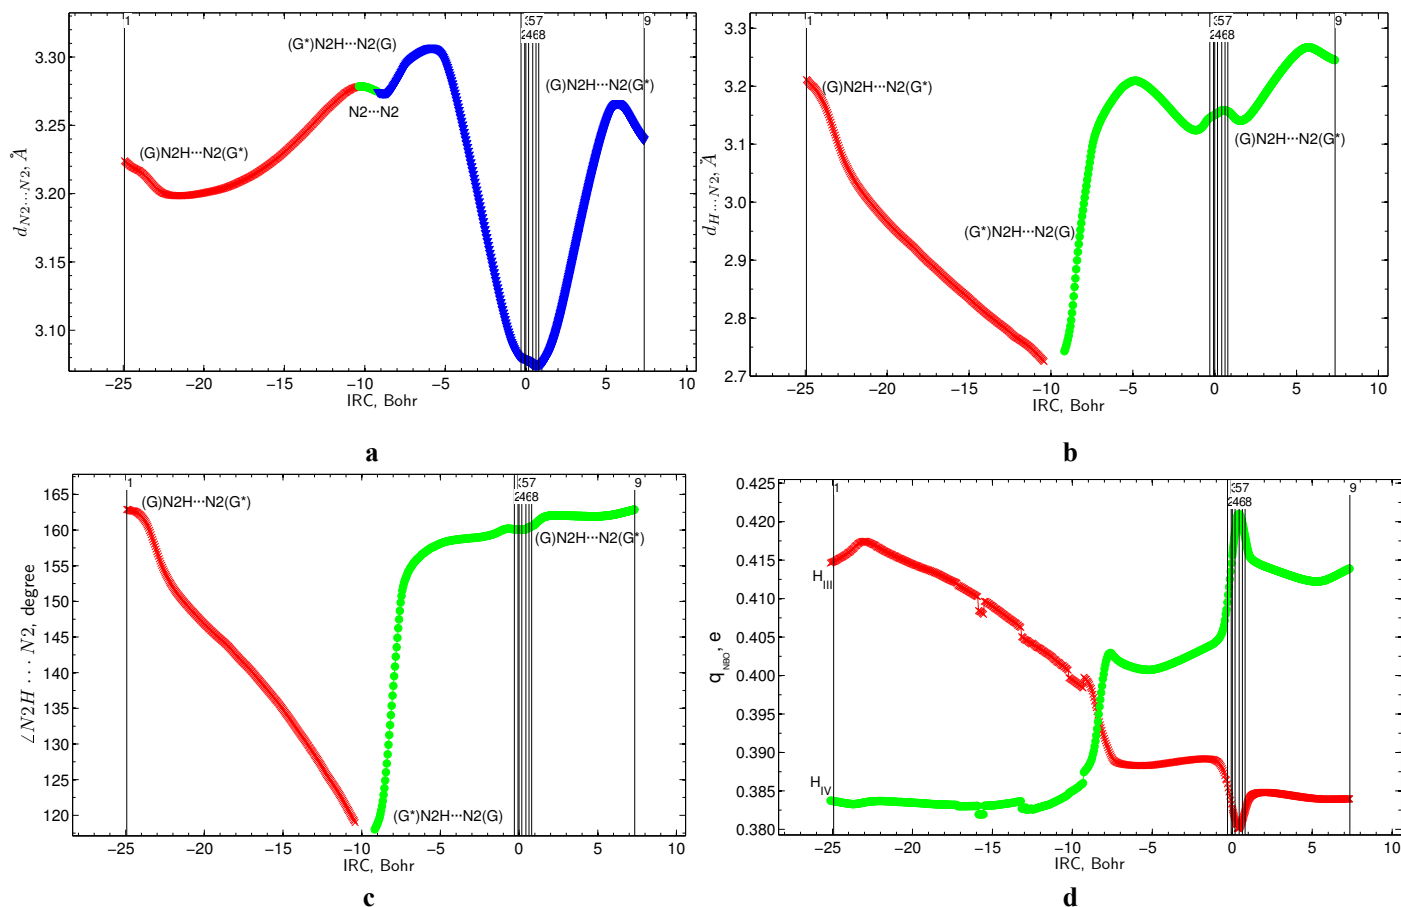 1
357
2468
9
(G*)N2H···N2(G)
(G)N2H···N2(G*)
N2···N2
(G)N2H···N2(G*)
3.30
3.25
3.20
3.15
3.10
d_{N2···N2}, Å
−25 −20 −15 −10 −5 0 5 10
IRC, Bohr
a
1
357
2468
9
(G)N2H···N2(G*)
(G)N2H···N2(G*)
(G*)N2H···N2(G)
3.3
3.2
3.1
3.0
2.9
2.8
2.7
d_{H···N2}, Å
−25 −20 −15 −10 −5 0 5 10
IRC, Bohr
b
1
357
2468
9
(G)N2H···N2(G*)
(G)N2H···N2(G*)
(G*)N2H···N2(G)
165
160
155
150
145
140
135
130
125
120
∠N2H...N2, degree
−25 −20 −15 −10 −5 0 5 10
IRC, Bohr
c
1
357
2468
9
H_{III}
H_{IV}
0.425
0.420
0.415
0.410
0.405
0.400
0.395
0.390
0.385
0.380
q_{NBO}, e
−25 −20 −15 −10 −5 0 5 10
IRC, Bohr
d